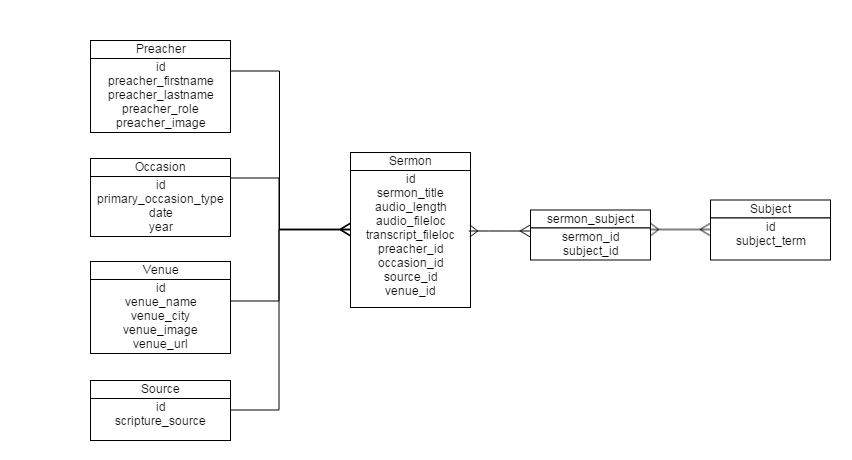 Preacher
id
preacher_firstname
preacher_lastname
preacher_role
preacher_image
Occasion
id
primary_occasion_type
date
year
Venue
id
venue_name
venue_city
venue_image
venue_url
Source
id
scripture_source
Sermon
id
sermon_title
audio_length
audio_fileloc
transcript_fileloc
preacher_id
occasion_id
source_id
venue_id
sermon_subject
sermon_id
subject_id
Subject
id
subject_term